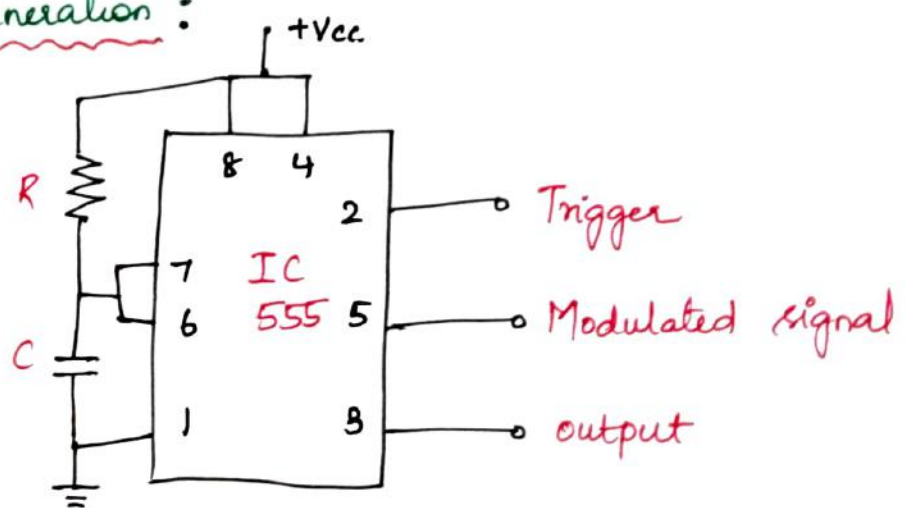 neration :
+Vcc
8 4
R
2 Trigger
7 IC
6 555 5 Modulated signal
C
1 3 output